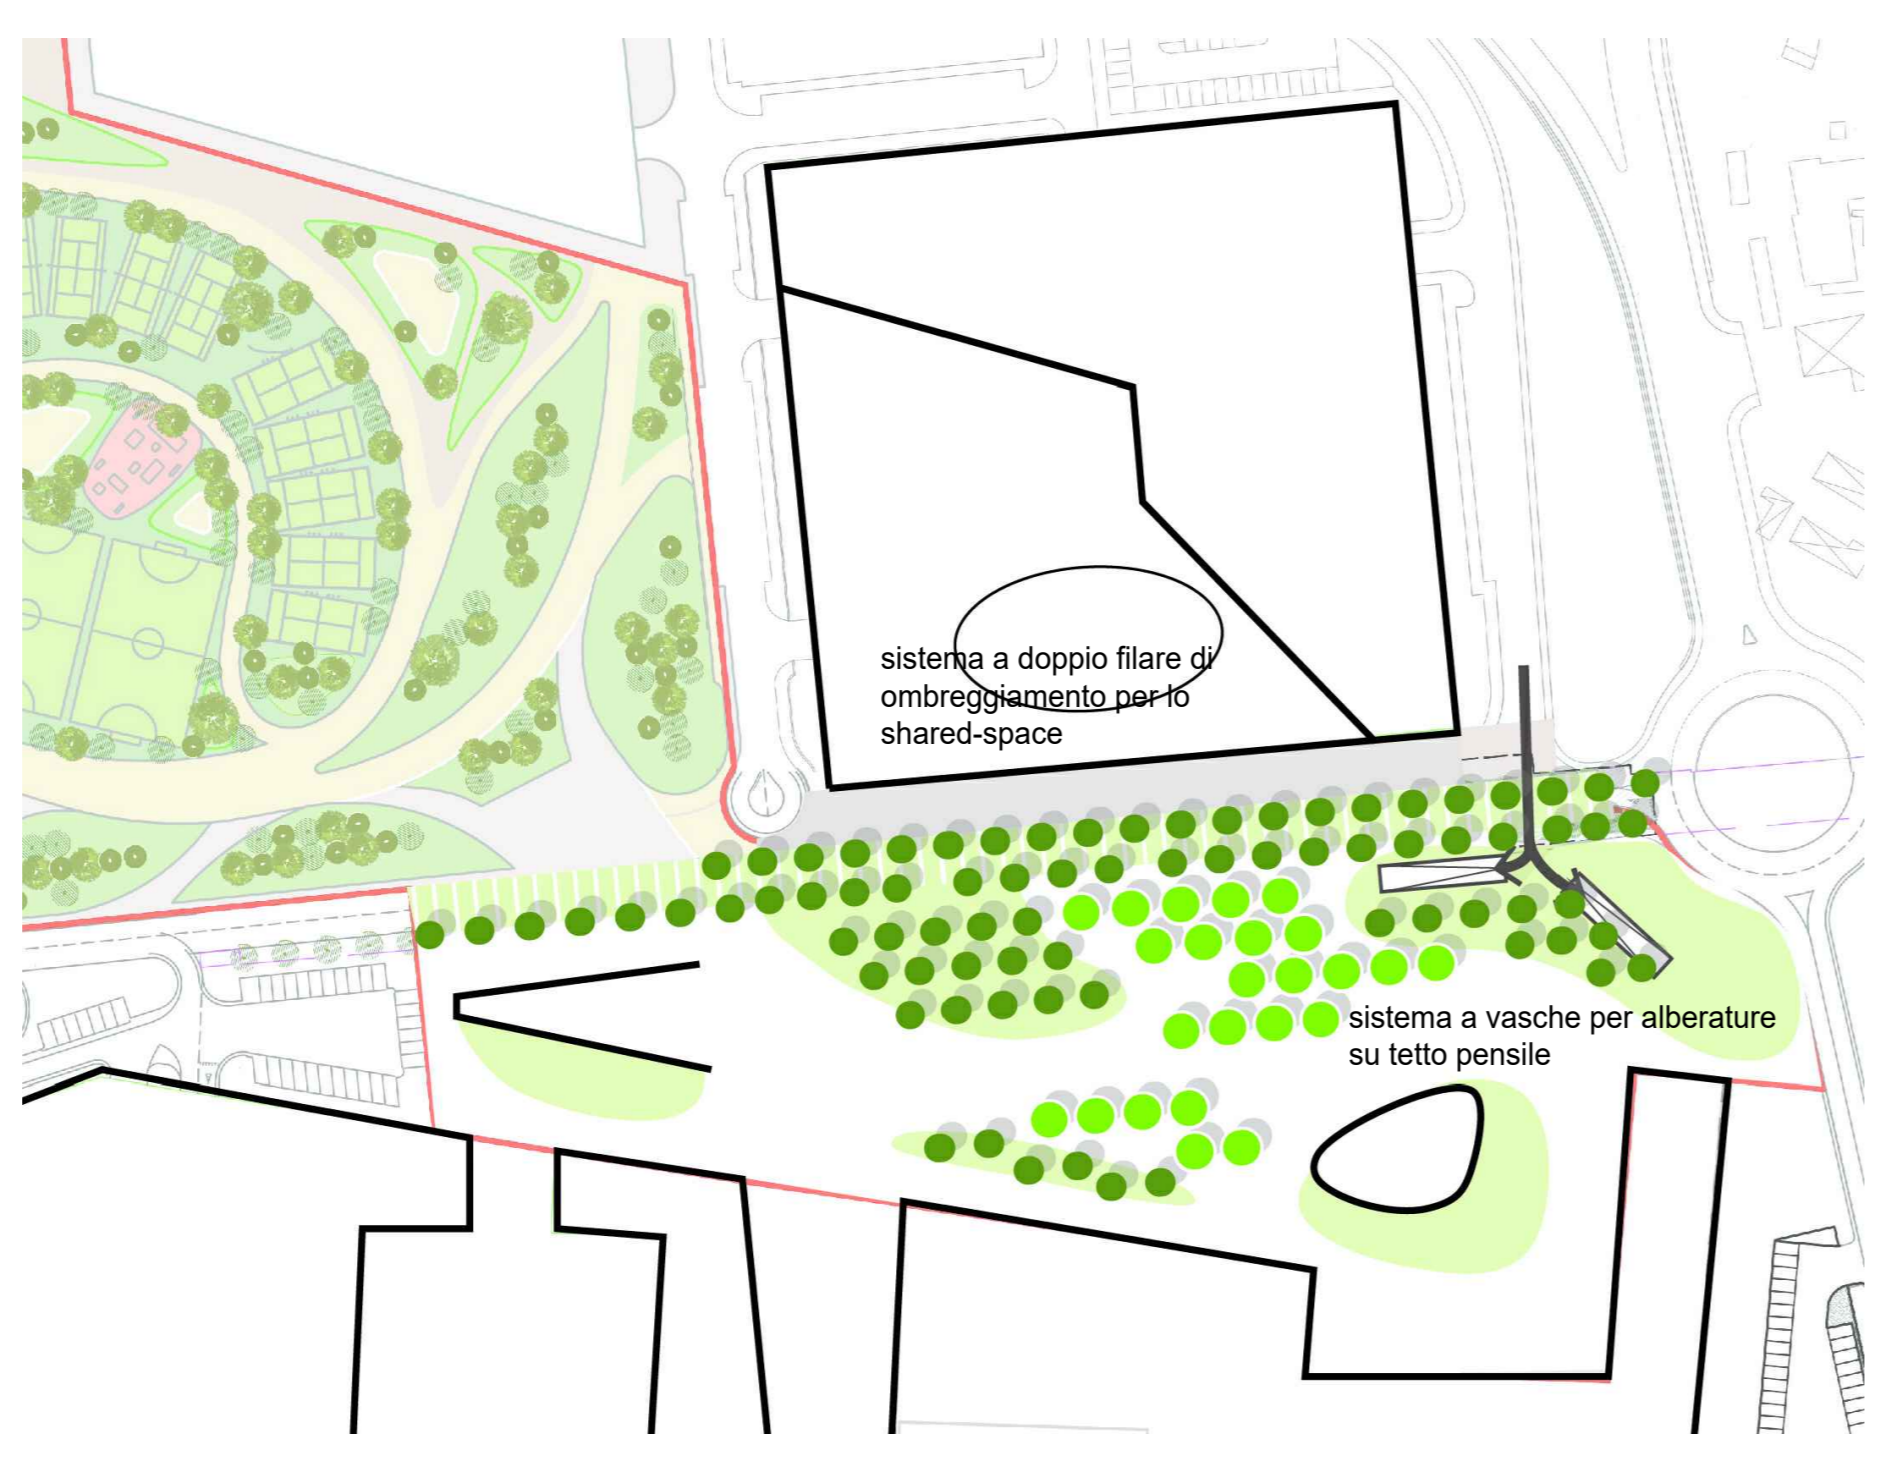 sistema a doppio filare di
ombreggiamento per lo
shared-space
sistema a vasche per alberature
su tetto pensile